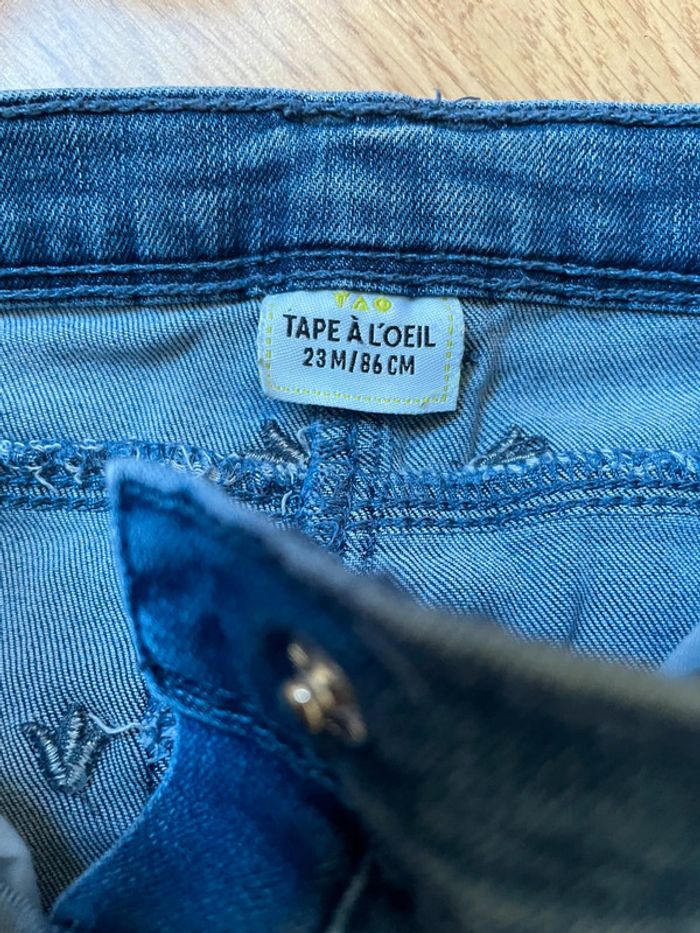 TAO
TAPE À L'OEIL
23 M/86 CM